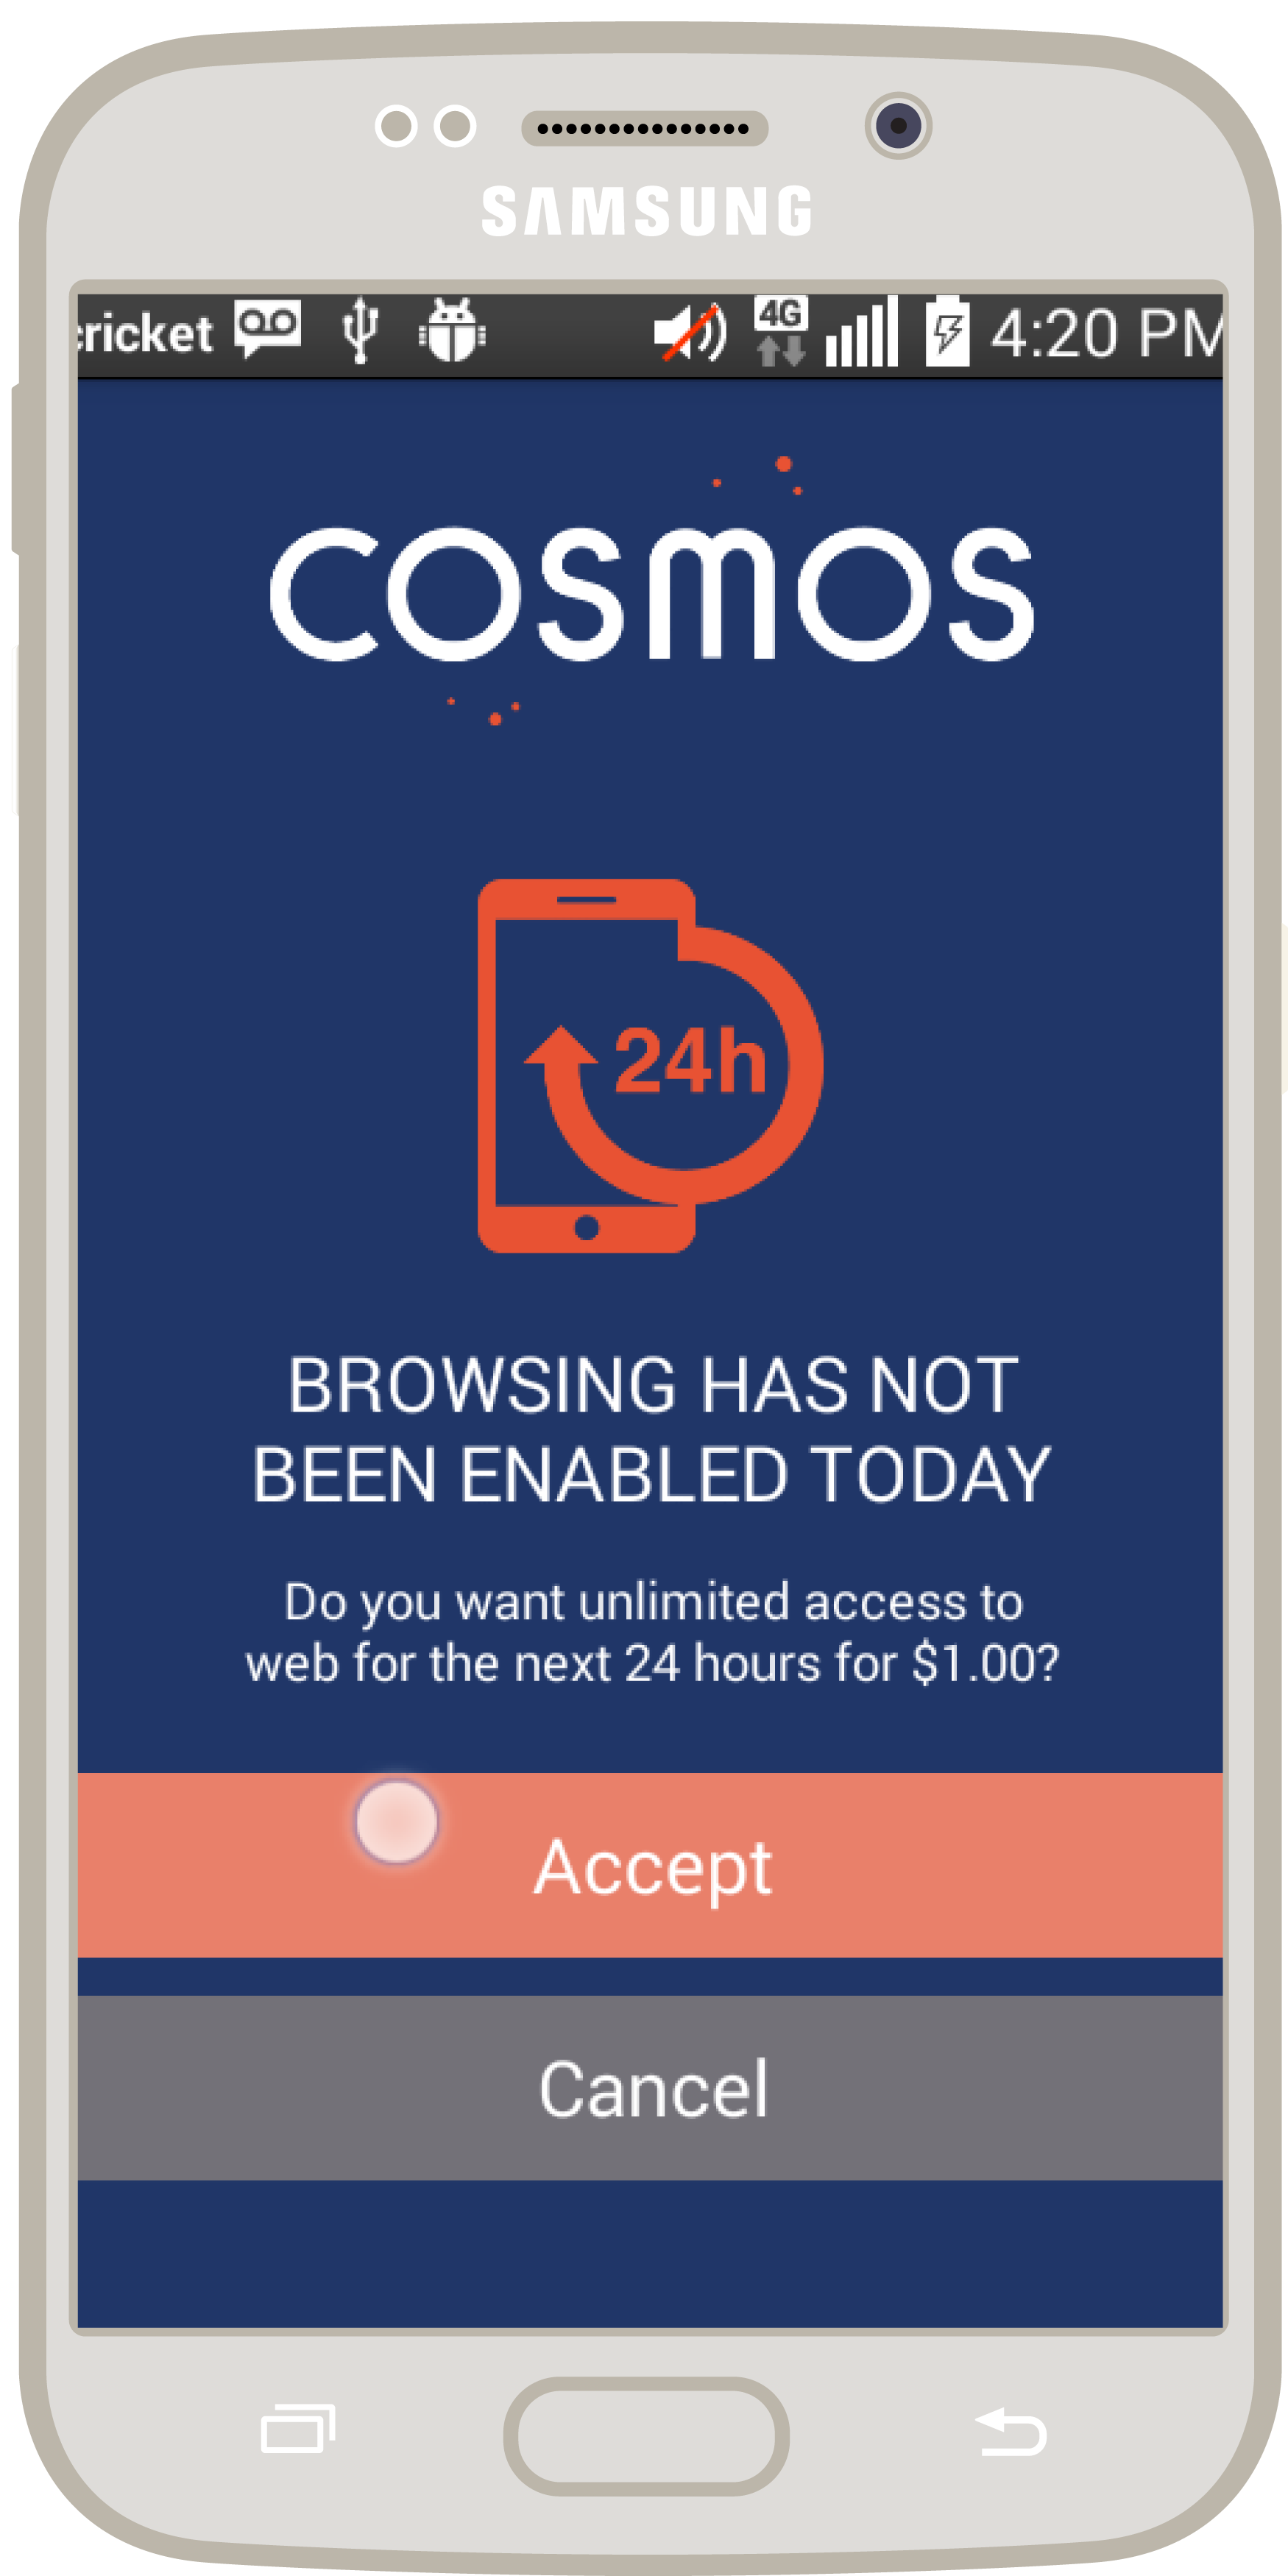 SAMSUNG
cricket 4G 4:20 PM
COSMOS
24h
BROWSING HAS NOT
BEEN ENABLED TODAY
Do you want unlimited access to
web for the next 24 hours for $1.00?
Accept
Cancel